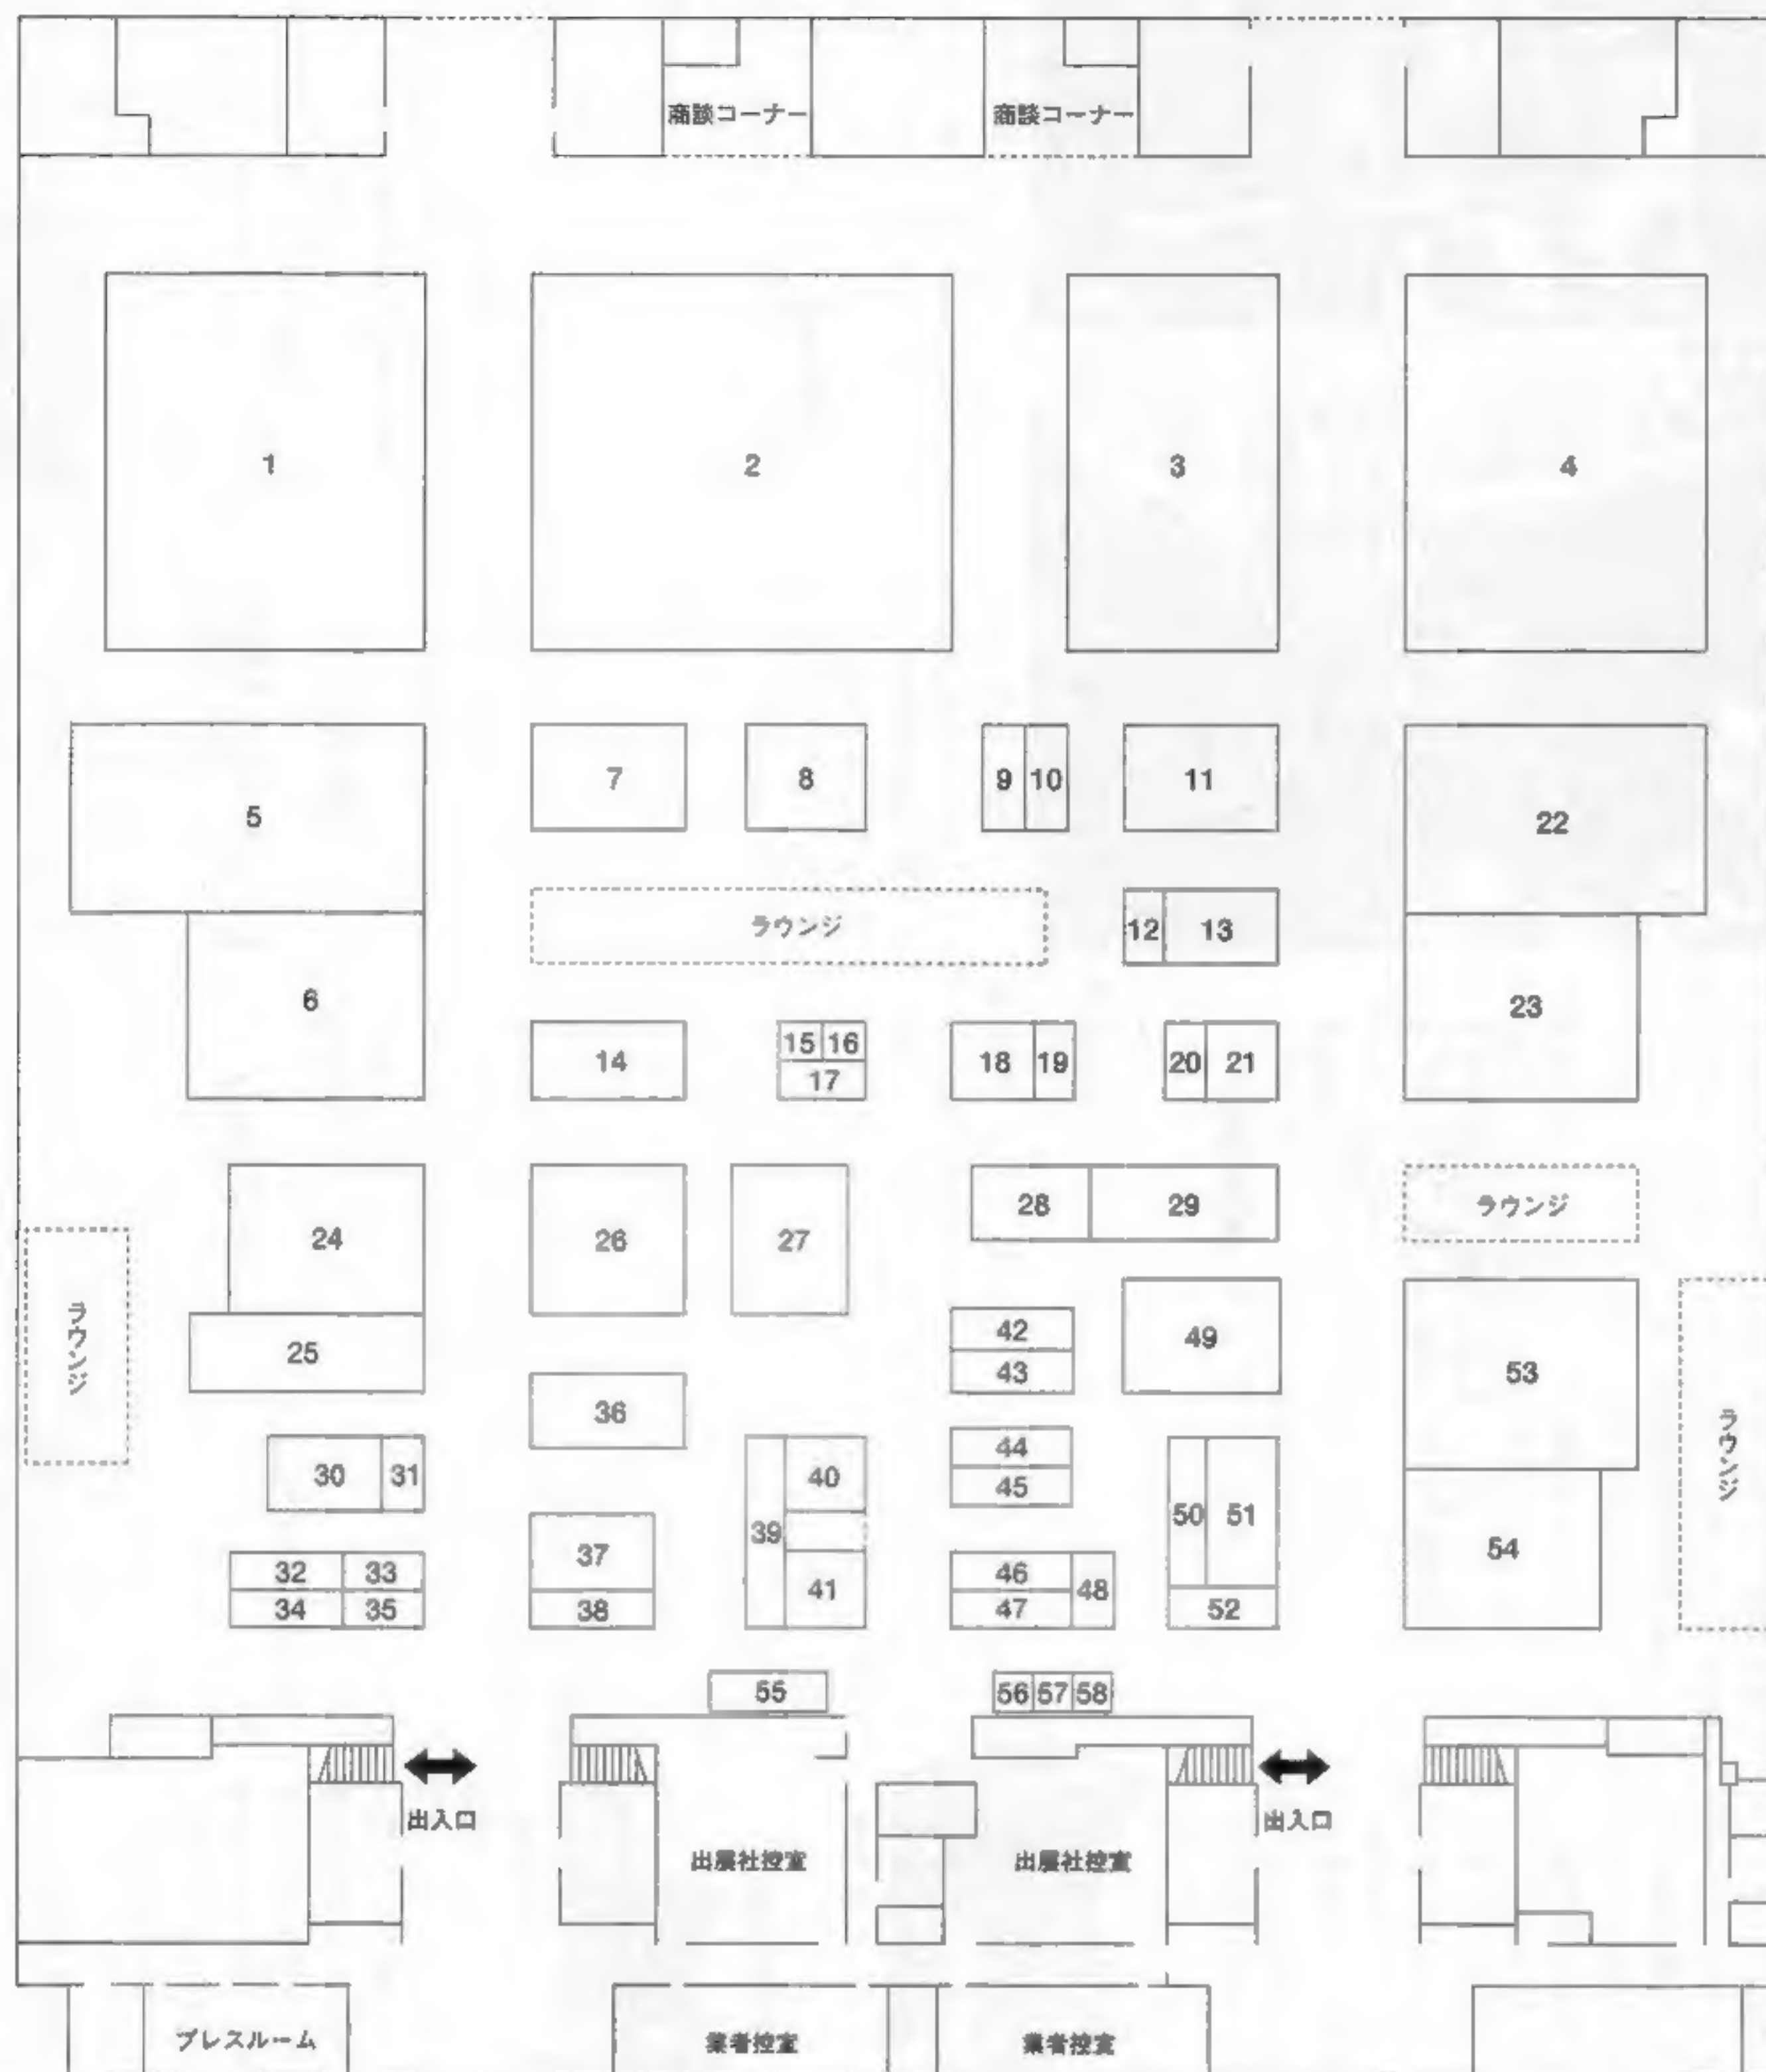 商談コーナー 商談コーナー
1 2 3 4
5 7 8 9 10 11 22
ラウンジ 12 13
6 14 15 16 17 18 19 20 21 23
24 26 27 28 29 ラウンジ
ラウンジ 25 36 42 43 49 53 ラウンジ
30 31 40 44 45 50 51
32 33 37 39 41 46 48 54
34 35 38 47 52
55 56 57 58
出入口 出入口
出展社控室 出展社控室
プレスルーム 業者控室 業者控室